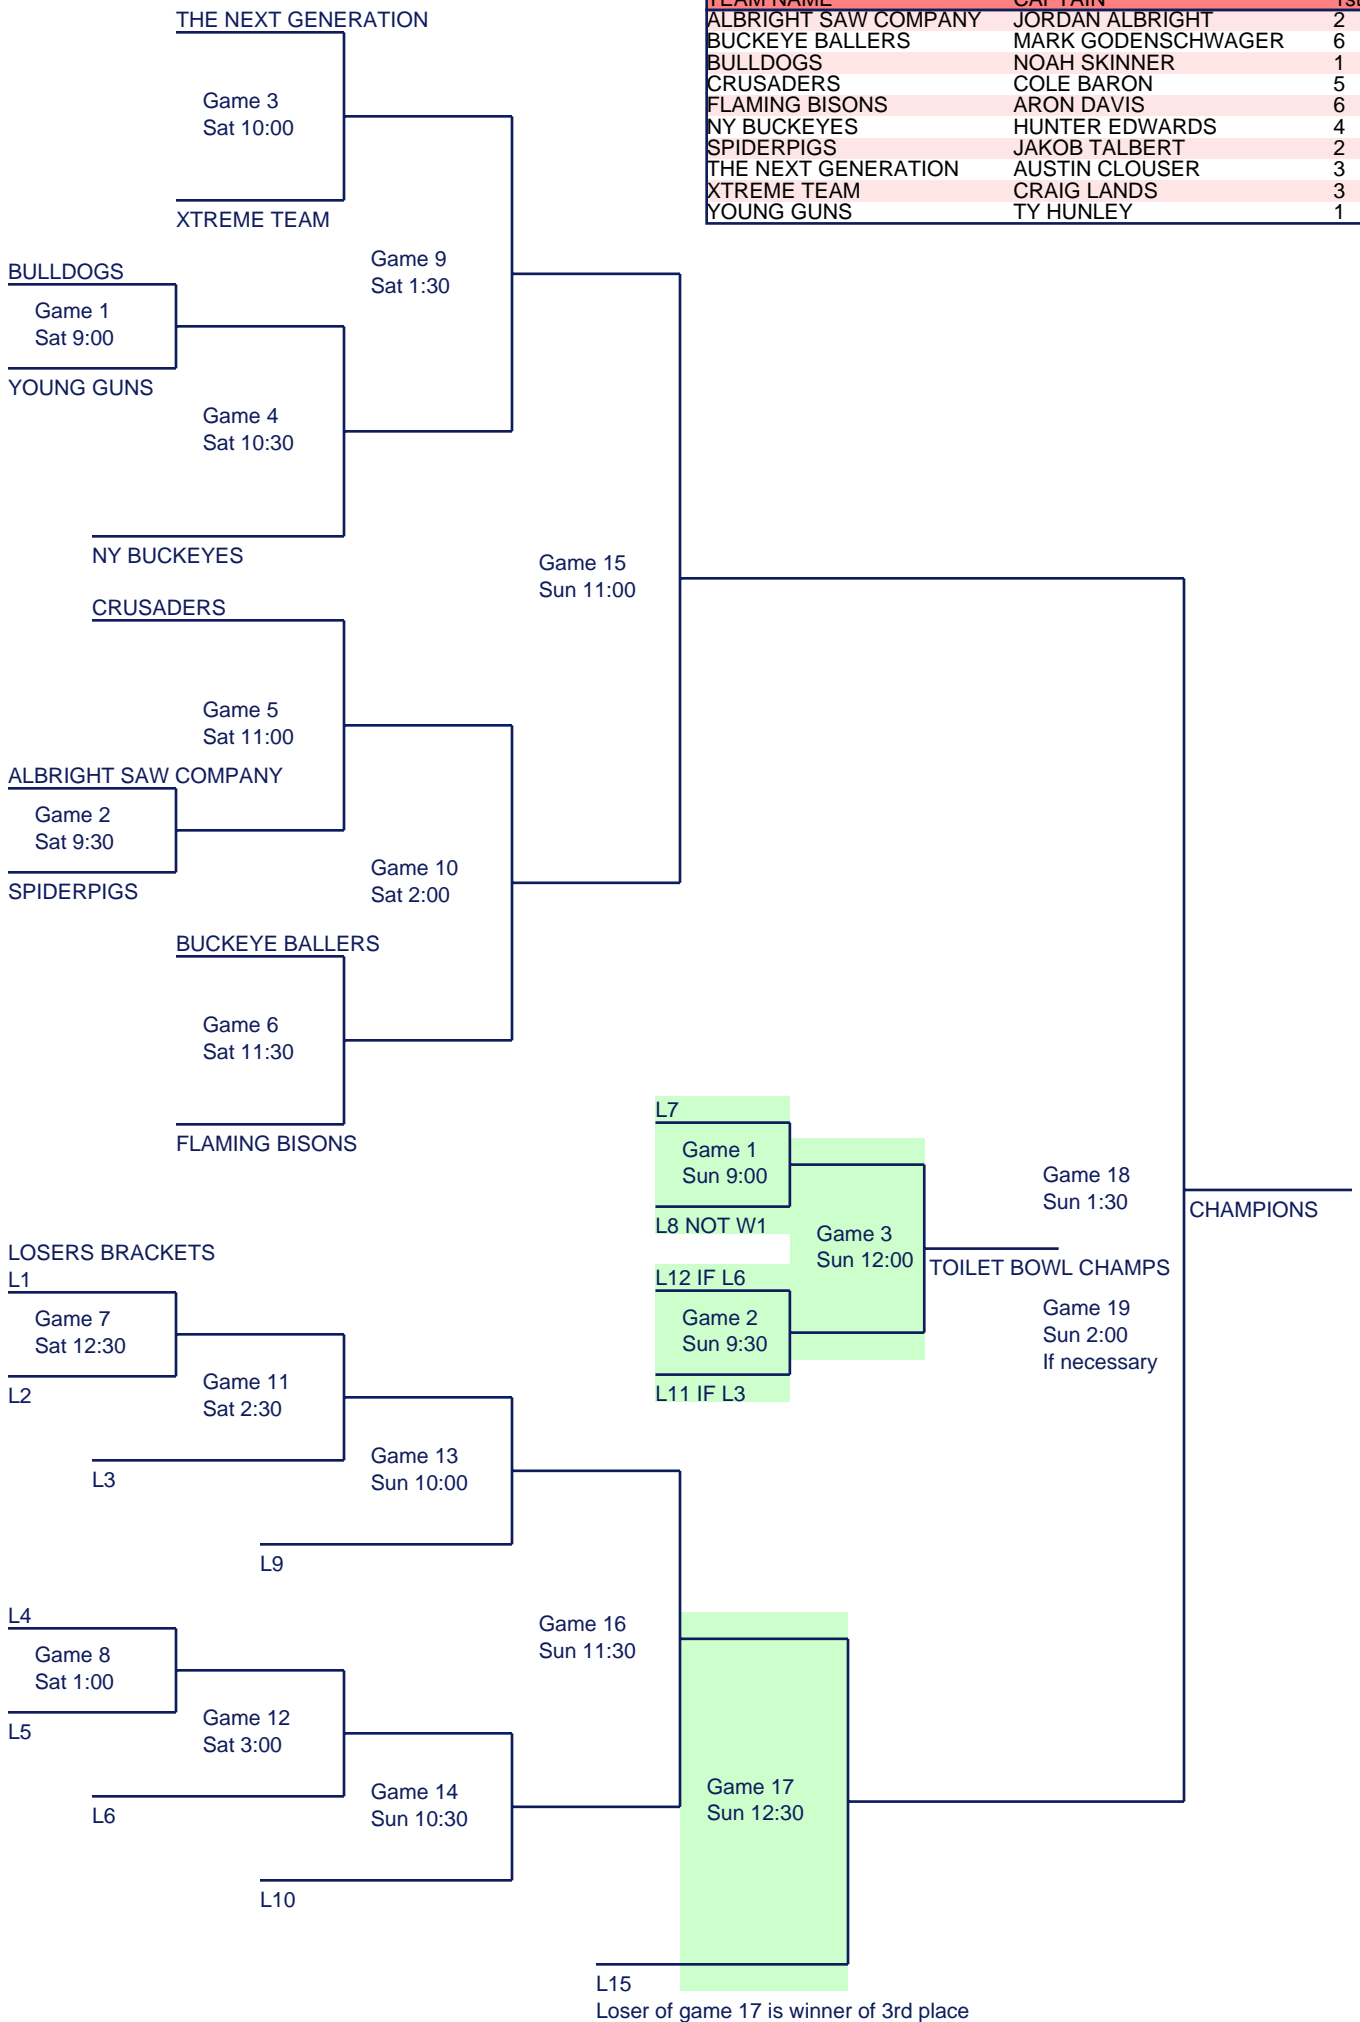 THE NEXT GENERATION
Game 3
Sat 10:00
XTREME TEAM
TEAM NAME CAPTAIN
ALBRIGHT SAW COMPANY JORDAN ALBRIGHT 2
BUCKEYE BALLERS MARK GODENSCHWAGER 6
BULLDOGS NOAH SKINNER 1
CRUSADERS COLE BARON 5
FLAMING BISONS ARON DAVIS 6
NY BUCKEYES HUNTER EDWARDS 4
SPIDERPIGS JAKOB TALBERT 2
THE NEXT GENERATION AUSTIN CLOUSER 3
XTREME TEAM CRAIG LANDS 3
YOUNG GUNS TY HUNLEY 1
Game 9
Sat 1:30
BULLDOGS
Game 1
Sat 9:00
YOUNG GUNS
Game 4
Sat 10:30
NY BUCKEYES
Game 15
Sun 11:00
CRUSADERS
Game 5
Sat 11:00
ALBRIGHT SAW COMPANY
Game 2
Sat 9:30
SPIDERPIGS
Game 10
Sat 2:00
BUCKEYE BALLERS
Game 6
Sat 11:30
FLAMING BISONS
L7
Game 1
Sun 9:00
L8 NOT W1
Game 3
Sun 12:00
L12 IF L6
Game 2
Sun 9:30
L11 IF L3
TOILET BOWL CHAMPS
Game 18
Sun 1:30
CHAMPIONS
Game 19
Sun 2:00
If necessary
LOSERS BRACKETS
L1
Game 7
Sat 12:30
L2
Game 11
Sat 2:30
L3
Game 13
Sun 10:00
L9
L4
Game 8
Sat 1:00
L5
Game 12
Sat 3:00
L6
Game 14
Sun 10:30
L10
Game 16
Sun 11:30
Game 17
Sun 12:30
L15
Loser of game 17 is winner of 3rd place